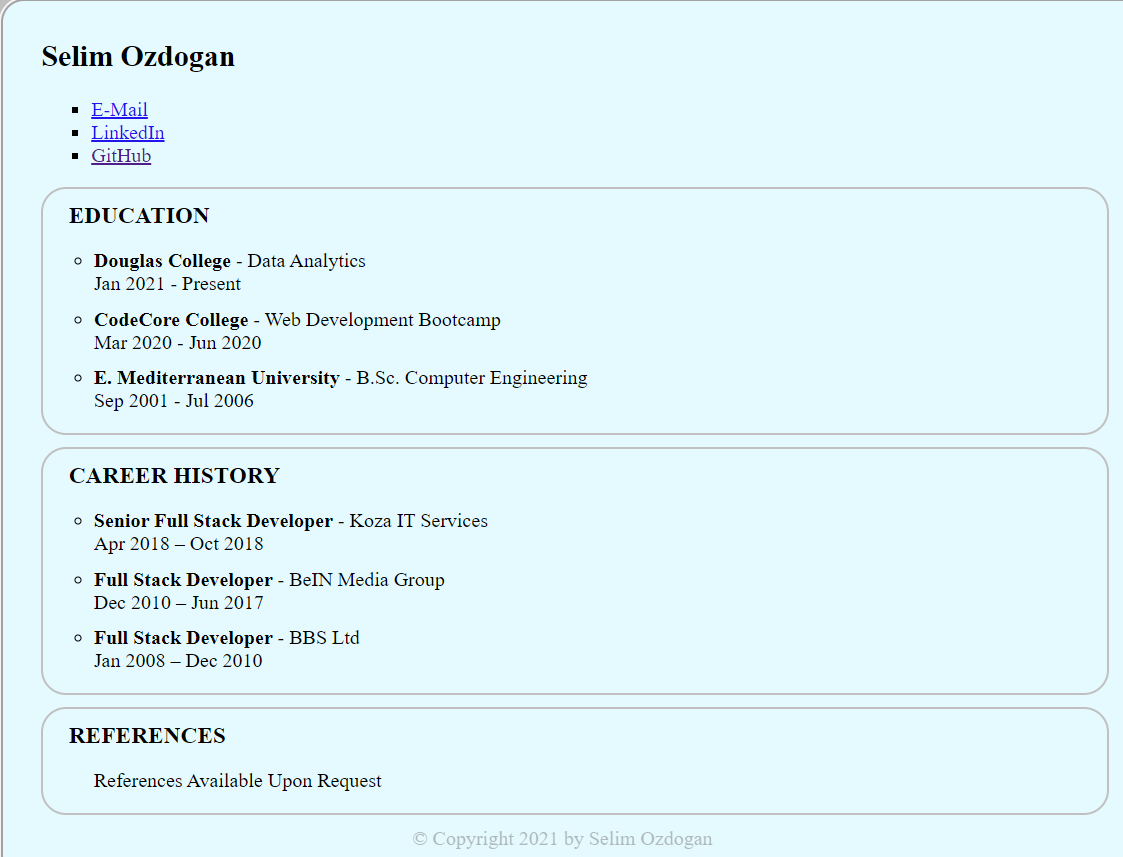 Selim Ozdogan
E-Mail
LinkedIn
GitHub
EDUCATION
Douglas College - Data Analytics
Jan 2021 - Present
CodeCore College - Web Development Bootcamp
Mar 2020 - Jun 2020
E. Mediterranean University - B.Sc. Computer Engineering
Sep 2001 - Jul 2006
CAREER HISTORY
Senior Full Stack Developer - Koza IT Services
Apr 2018 – Oct 2018
Full Stack Developer - BeIN Media Group
Dec 2010 – Jun 2017
Full Stack Developer - BBS Ltd
Jan 2008 – Dec 2010
REFERENCES
References Available Upon Request
© Copyright 2021 by Selim Ozdogan